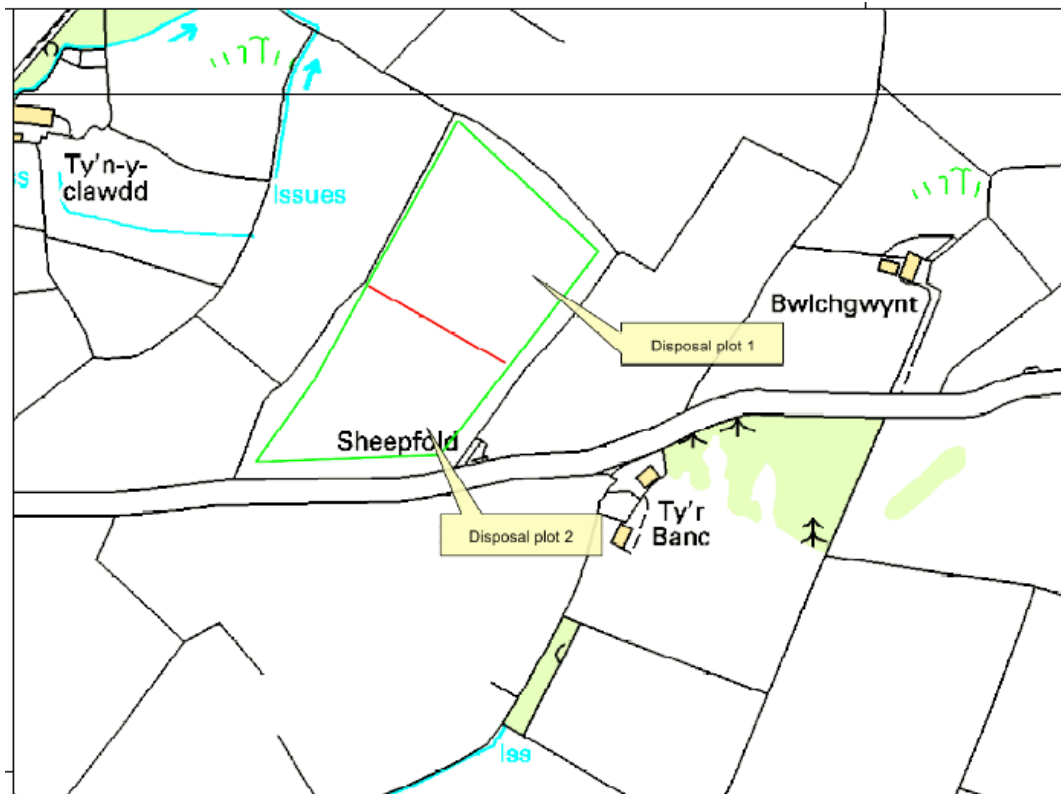 Ty'n-y-
clawdd
Issues
Bwlchgwynt
Disposal plot 1
Sheepfold
Disposal plot 2
Ty'r
Banc
Iss